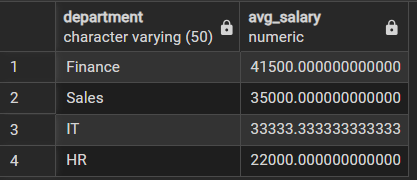 department avg_salary
character varying (50) numeric
1 Finance 41500.000000000000
2 Sales 35000.000000000000
3 IT 33333.333333333333
4 HR 22000.000000000000